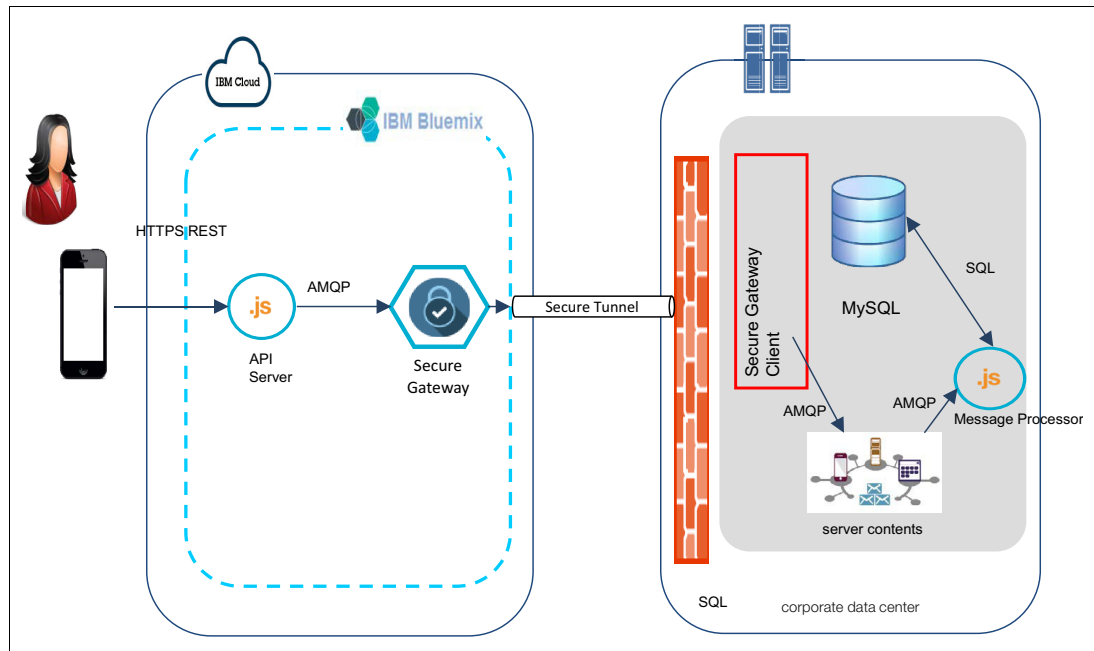 IBM Cloud
IBM Bluemix
HTTPS REST
.js
API
Server
AMQP
Secure
Gateway
Secure Tunnel
Secure Gateway
Client
MySQL
SQL
AMQP
AMQP
.js
Message Processor
server contents
SQL
corporate data center